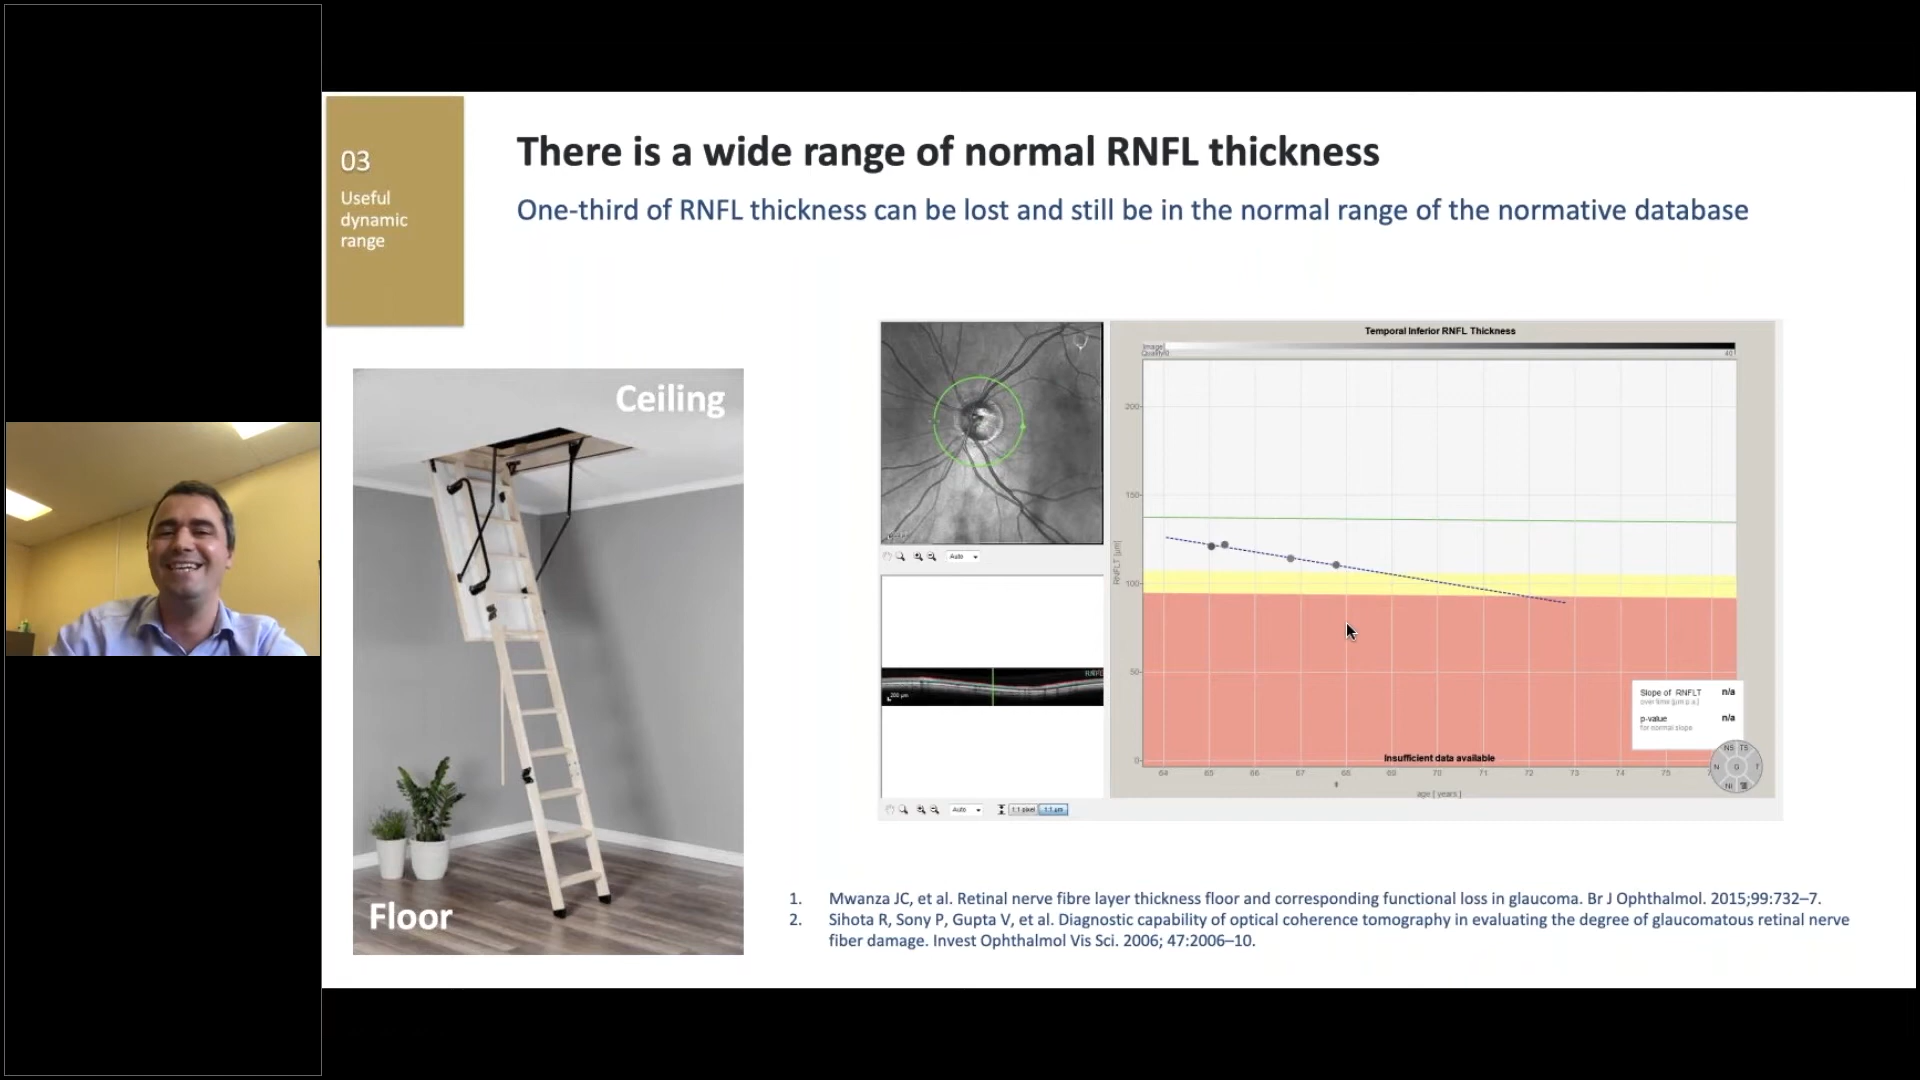 03
Useful
dynamic
range
There is a wide range of normal RNFL thickness
One-third of RNFL thickness can be lost and still be in the normal range of the normative database
Ceiling
Floor
Temporal Inferior RNFL Thickness
Image
Quality
40
200
150
100
50
0
RNFLT [µm]
64 65 66 67 68 69 70 71 72 73 74 75
age [ years ]
Insufficient data available
Slope of RNFLT n/a
over time [µm p.a.]
p-value n/a
for normal slope
NS TS
N G T
NI
Auto
RNFL
200 µm
Auto
1:1 pixel
1:1 µm
1. Mwanza JC, et al. Retinal nerve fibre layer thickness floor and corresponding functional loss in glaucoma. Br J Ophthalmol. 2015;99:732–7.
2. Sihota R, Sony P, Gupta V, et al. Diagnostic capability of optical coherence tomography in evaluating the degree of glaucomatous retinal nerve
fiber damage. Invest Ophthalmol Vis Sci. 2006; 47:2006–10.